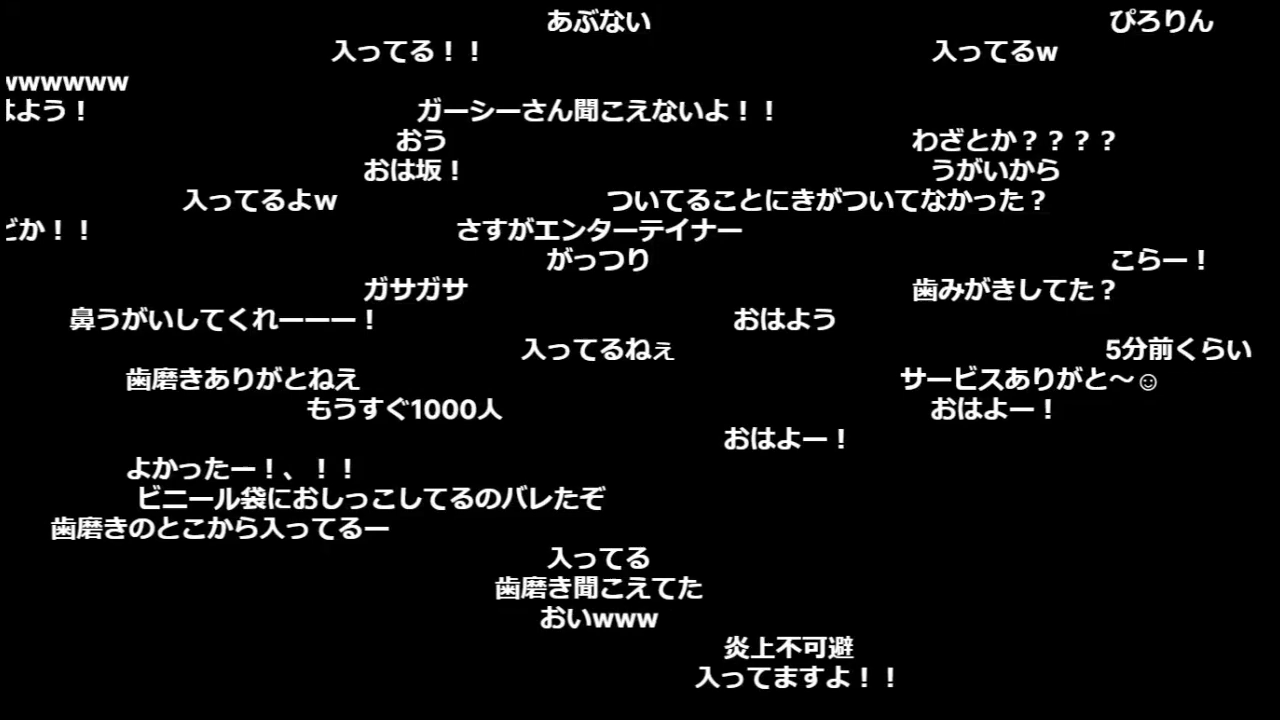 あぶない
ぴろりん
入ってる！！
入ってるw
wwwwww
はよう！
ガーシーさん聞こえないよ！！
おう
わざとか？？？？
おは坂！
うがいから
入ってるよw
ついてることにきがついてなかった？
どか！！
さすがエンターテイナー
がっつり
こらー！
ガサガサ
歯みがきしてた？
鼻うがいしてくれーーー！
おはよう
入ってるねぇ
5分前くらい
歯磨きありがとねえ
サービスありがと〜☺
もうすぐ1000人
おはよー！
おはよー！
よかったー！、！！
ビニール袋におしっこしてるのバレたぞ
歯磨きのとこから入ってるー
入ってる
歯磨き聞こえてた
おいwww
炎上不可避
入ってますよ！！